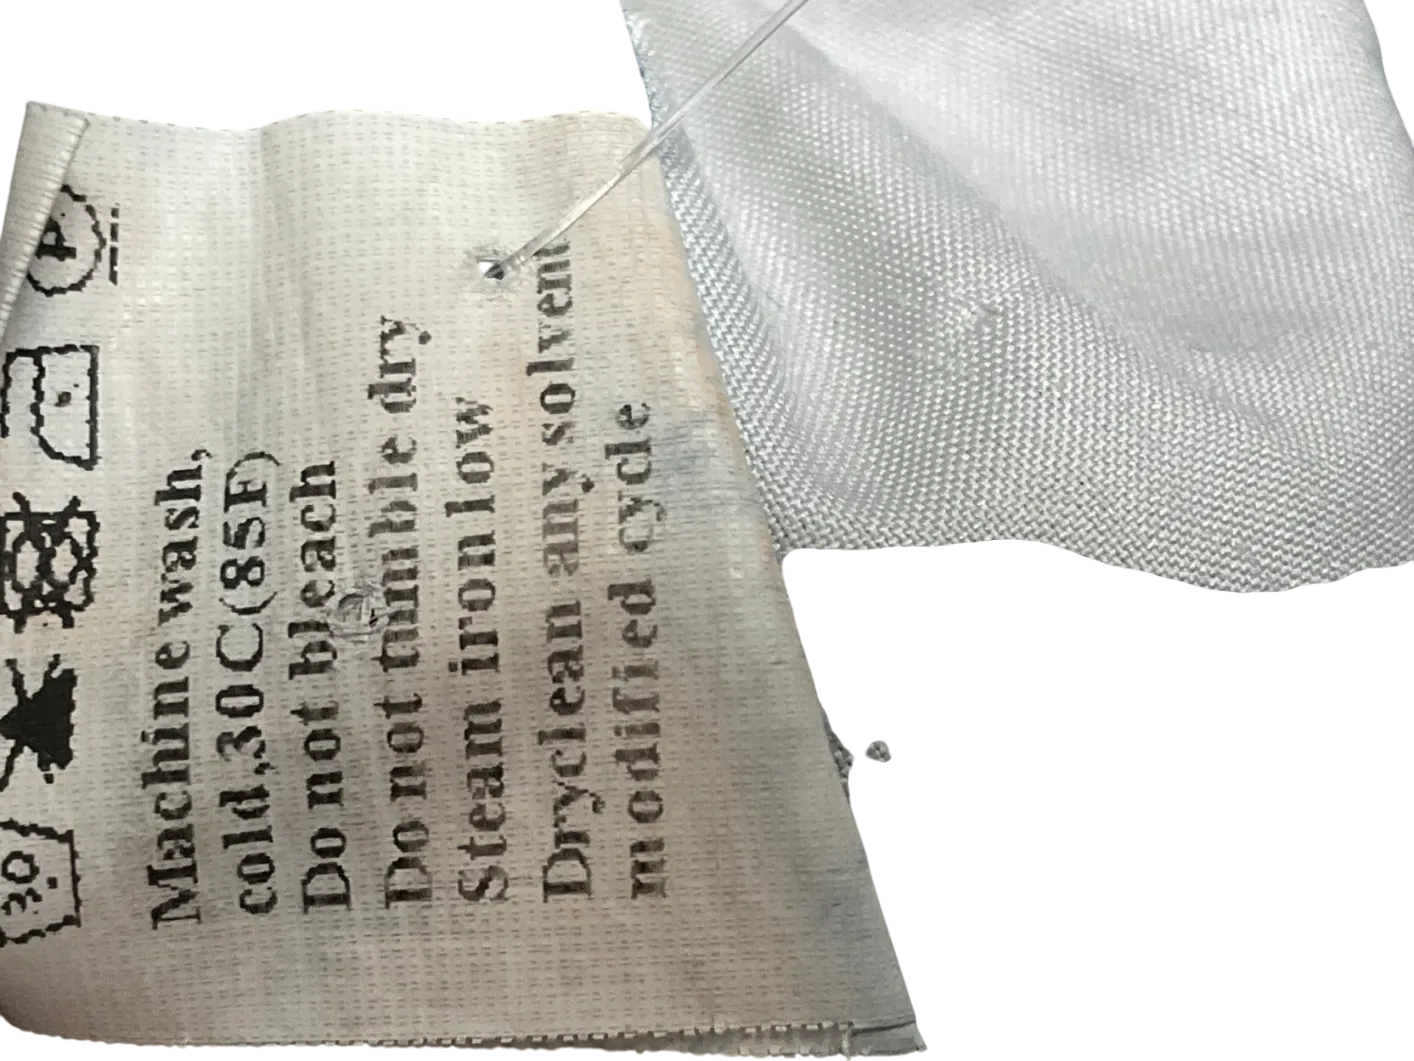 Machine wash,
cold,30C(85F)
Do not bleach
Do not tumble dry
Steam iron low
Dryclean any solvent
modified cycle
P
30